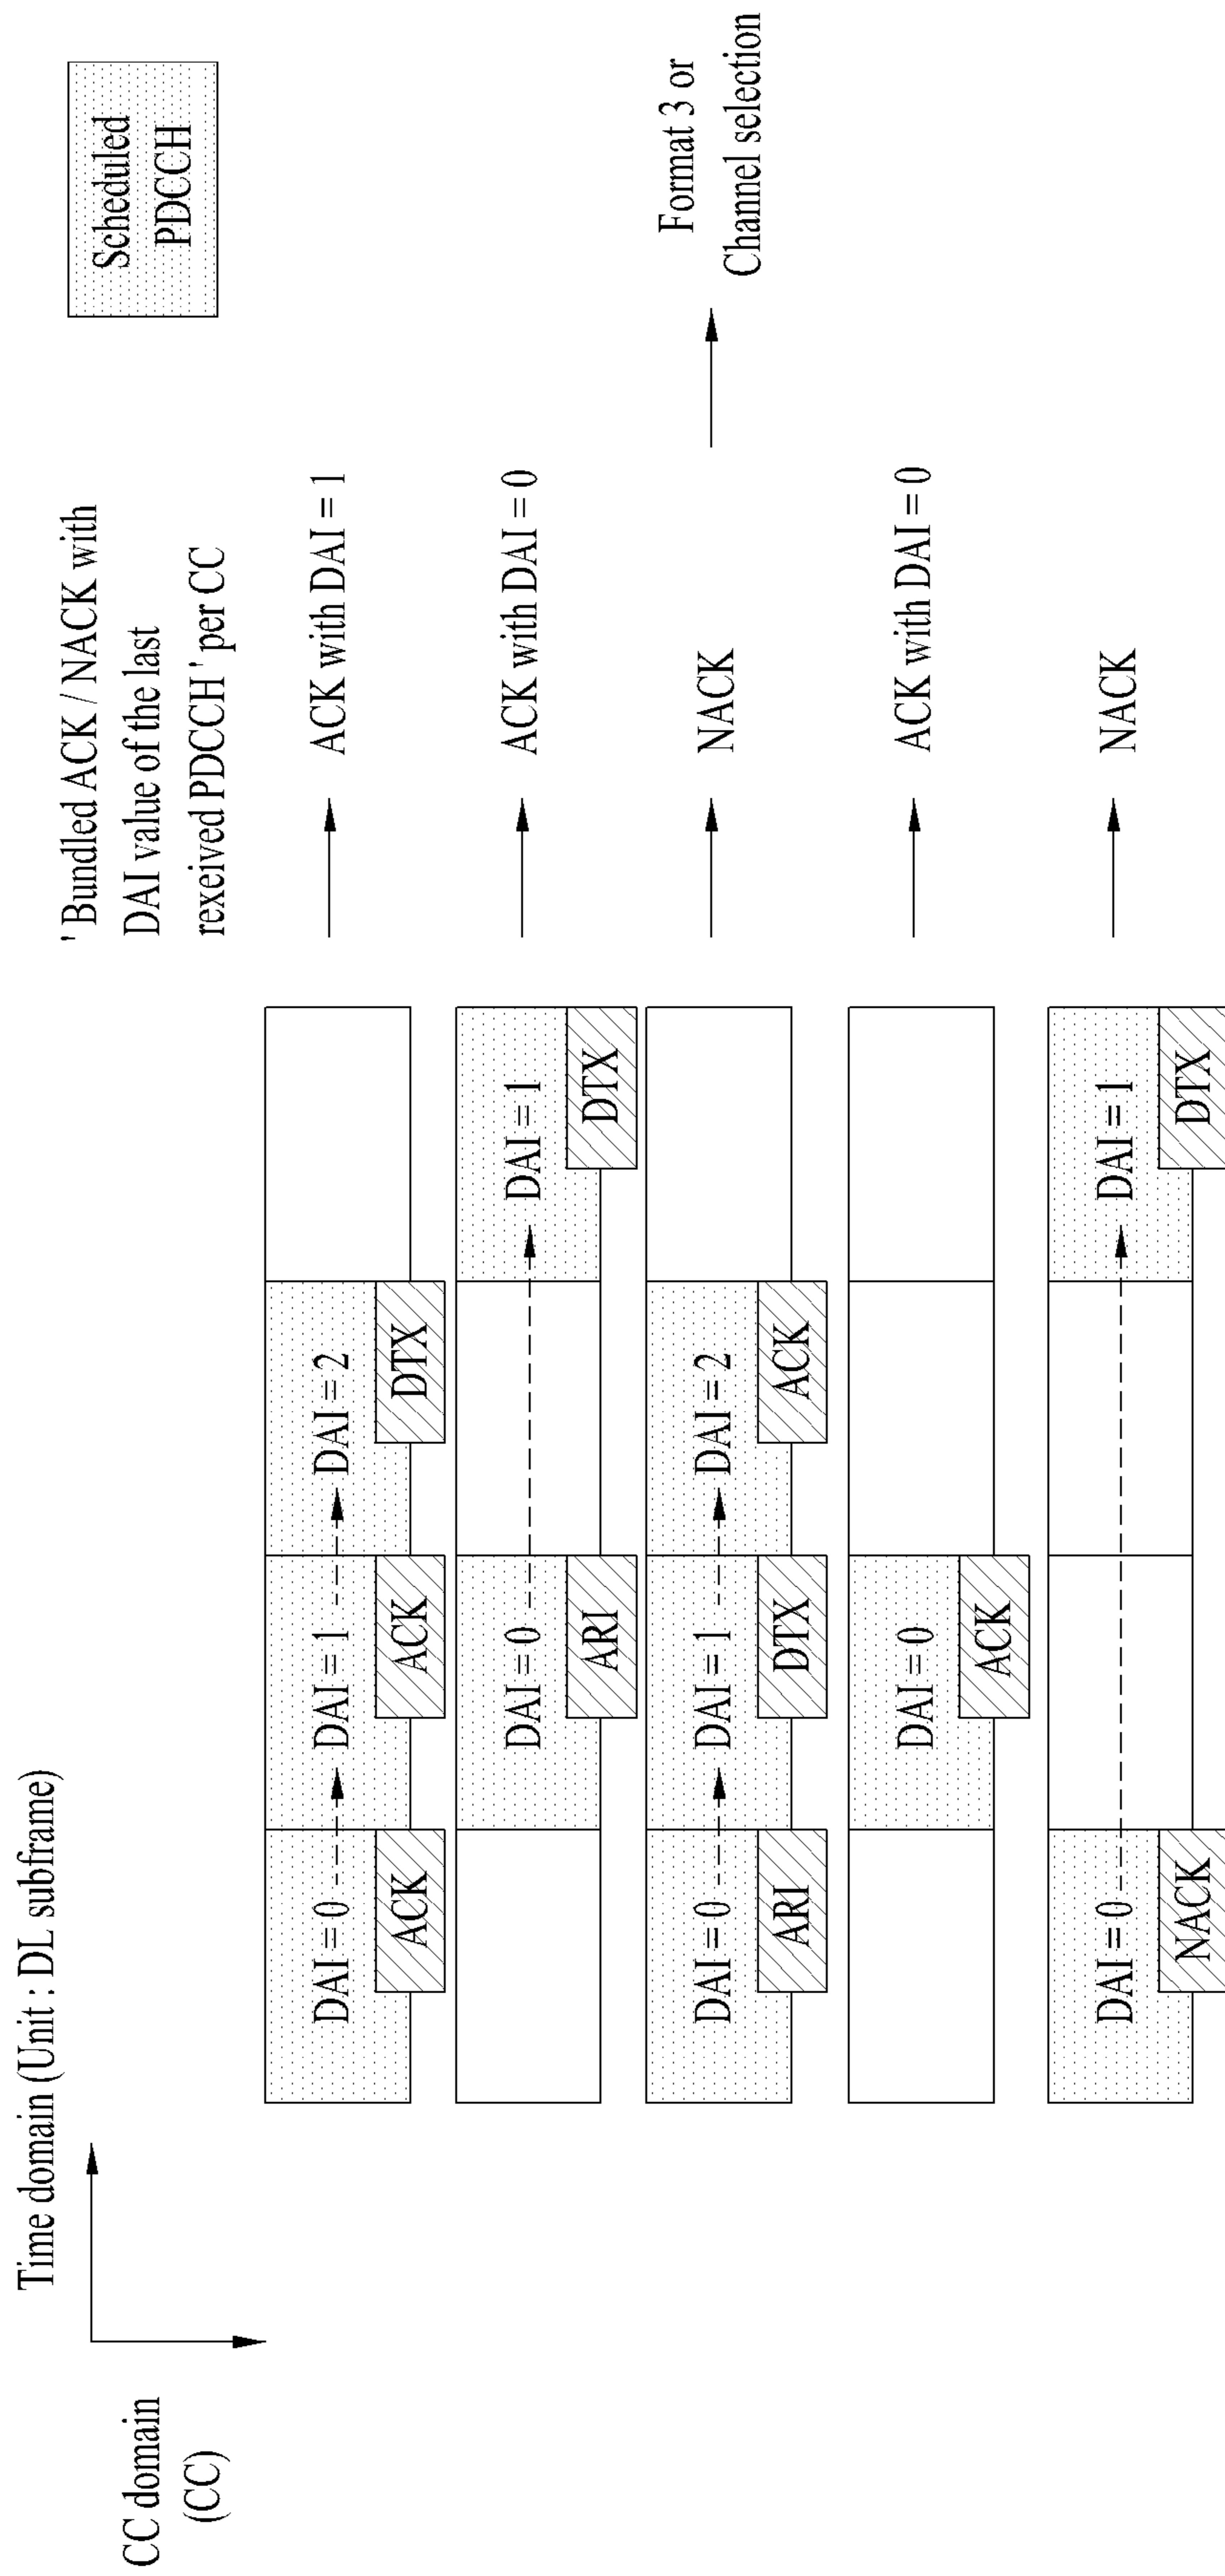 Time domain (Unit : DL subframe)
CC domain
(CC)
' Bundled ACK / NACK with
DAI value of the last
rexeived PDCCH ' per CC
Scheduled
PDCCH
DAI = 0
DAI = 1
DAI = 2
ACK
ACK
DTX
ACK with DAI = 1
DAI = 0
DAI = 1
ARI
DTX
ACK with DAI = 0
DAI = 0
DAI = 1
DAI = 2
ARI
DTX
ACK
NACK
Format 3 or
Channel selection
DAI = 0
ACK
ACK with DAI = 0
DAI = 0
DAI = 1
NACK
DTX
NACK